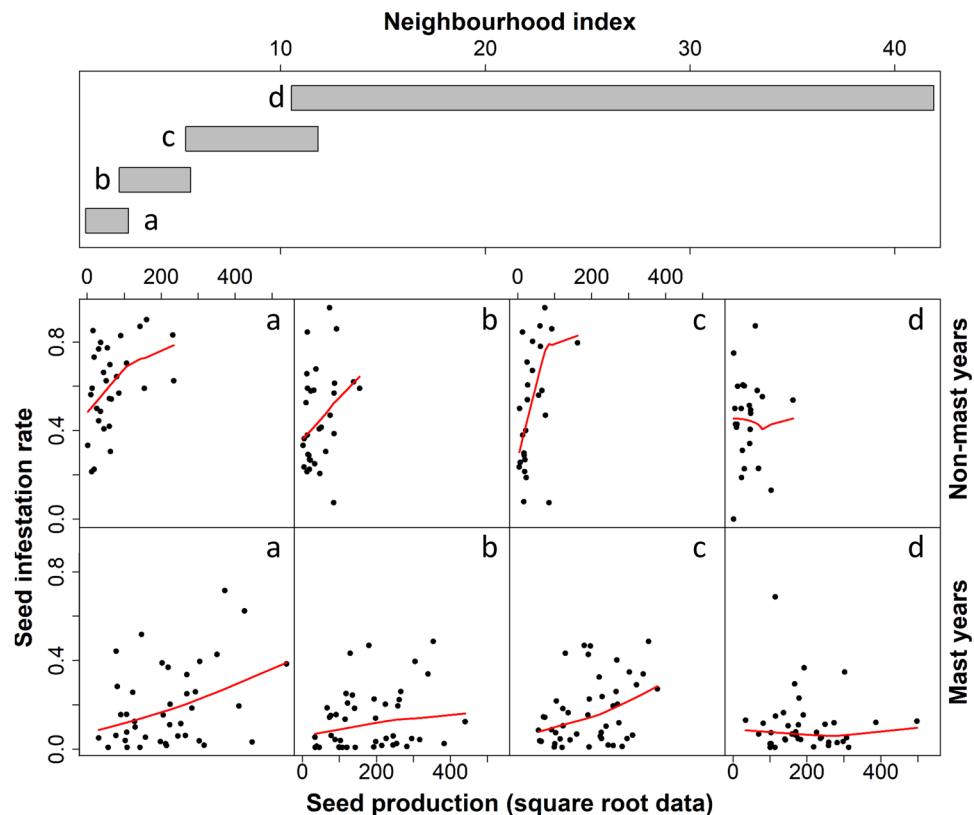 Neighbourhood index
10 20 30 40
d
c
b
a
0 200 400 0 200 400
a b c d
0.0 0.4 0.8
Non-mast years
Seed infestation rate
a b c d
0.0 0.4 0.8
Mast years
0 200 400 0 200 400
Seed production (square root data)